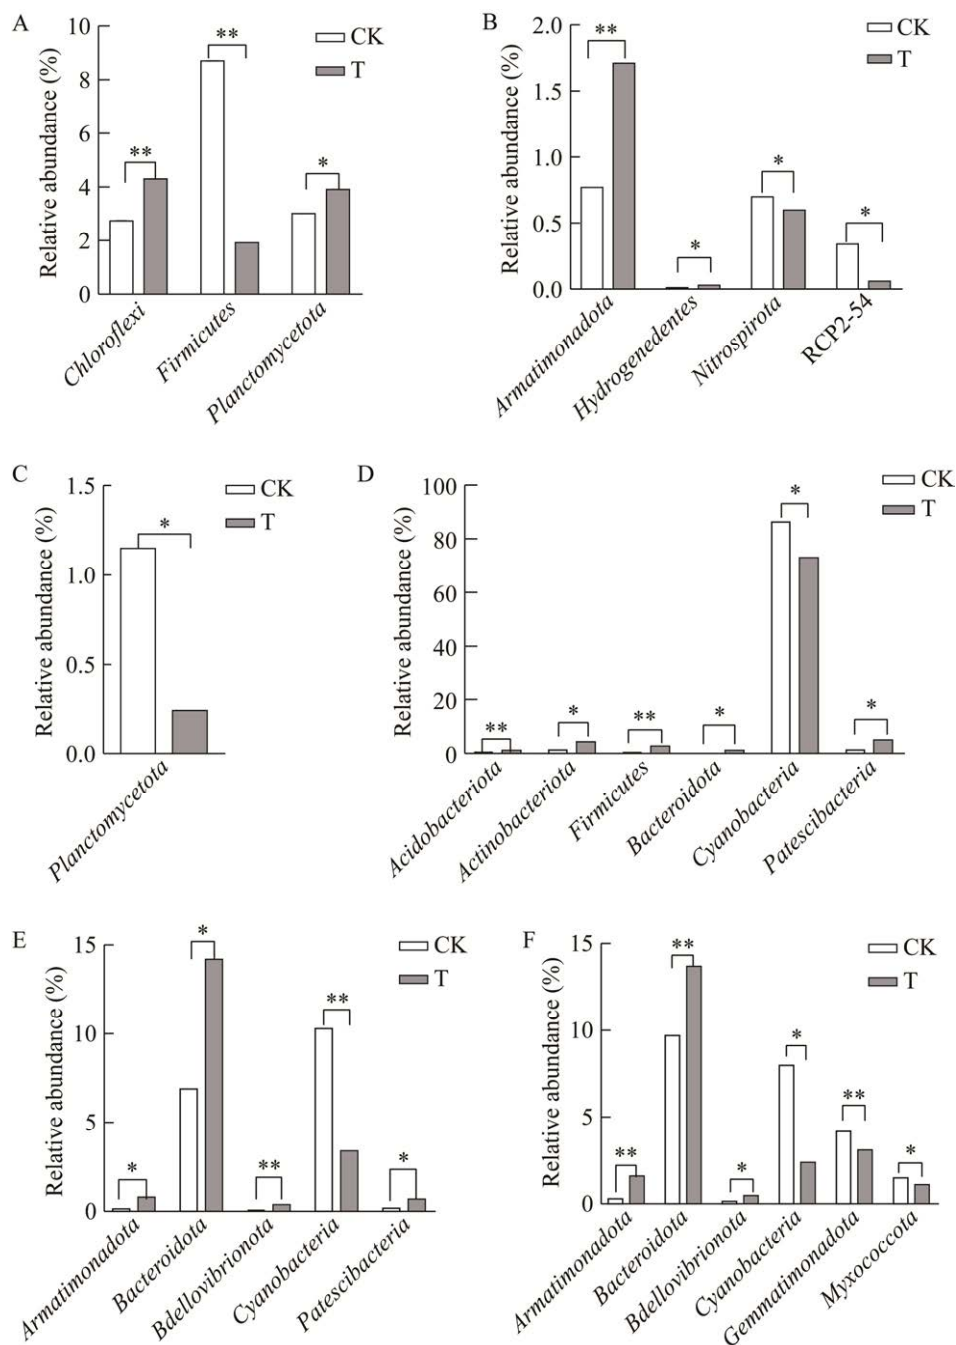 A
Relative abundance (%)
10
8
6
4
2
0
**
**
*
CK
T
Chloroflexi
Firmicutes
Planctomycetota
B
Relative abundance (%)
2.0
1.5
1.0
0.5
0.0
**
*
*
*
CK
T
Armatimonadota
Hydrogenedentes
Nitrospirota
RCP2-54
C
Relative abundance (%)
1.5
1.0
0.5
0.0
*
CK
T
Planctomycetota
D
Relative abundance (%)
100
80
60
40
20
0
**
*
**
*
*
*
CK
T
Acidobacteriota
Actinobacteriota
Firmicutes
Bacteroidota
Cyanobacteria
Patescibacteria
E
Relative abundance (%)
15
10
5
0
*
*
**
**
*
CK
T
Armatimonadota
Bacteroidota
Bdellovibrionota
Cyanobacteria
Patescibacteria
F
Relative abundance (%)
15
10
5
0
**
**
*
*
**
*
CK
T
Armatimonadota
Bacteroidota
Bdellovibrionota
Cyanobacteria
Gemmatimonadota
Myxococcota